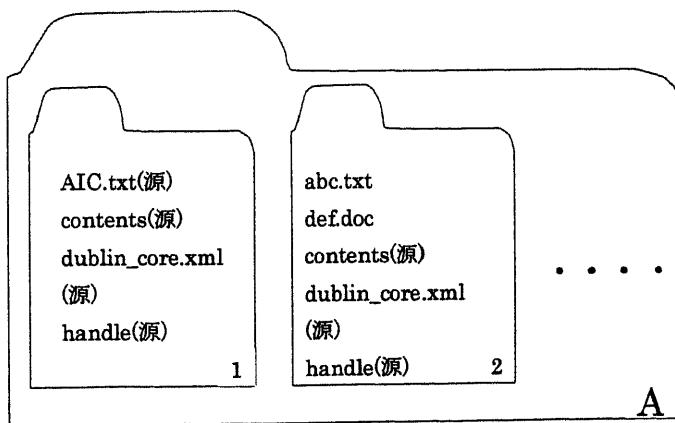 AIC.txt(源)
contents(源)
dublin_core.xml
(源)
handle(源)
1
abc.txt
def.doc
contents(源)
dublin_core.xml
(源)
handle(源)
2
. . . .
A